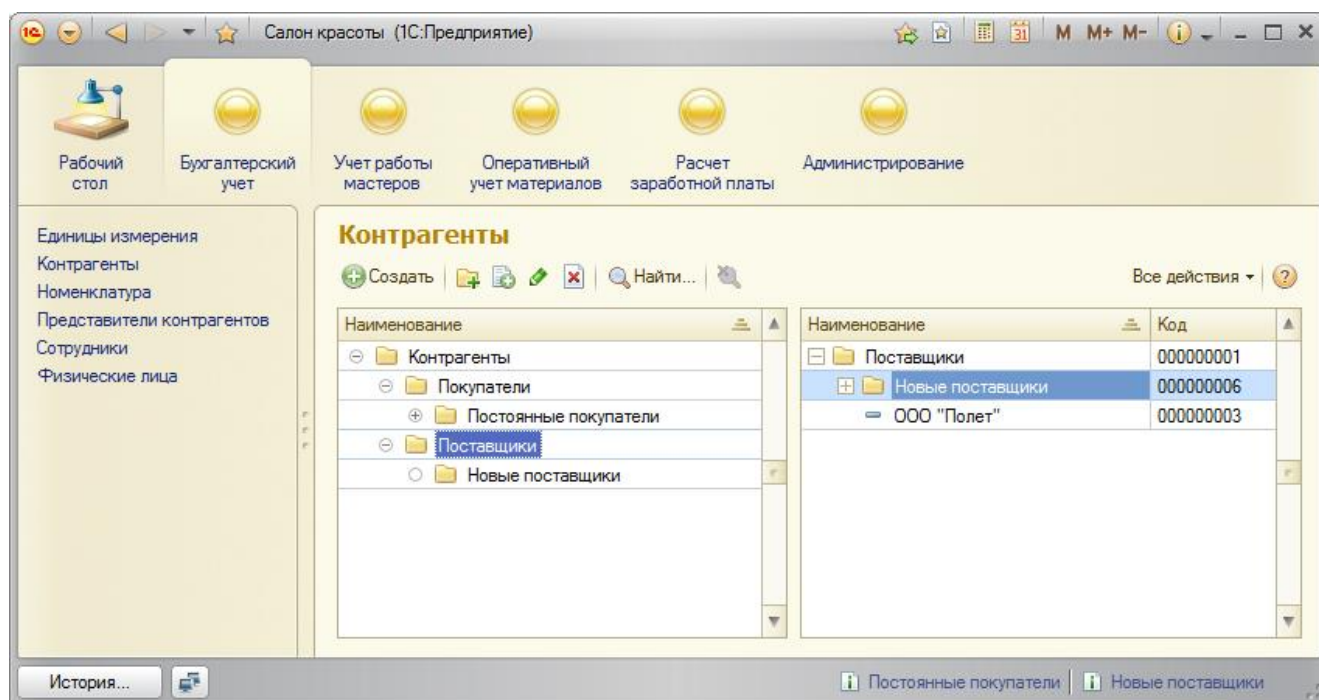 1С Салон красоты (1С:Предприятие) 31 M M+ M-
Рабочий стол
Бухгалтерский учет
Учет работы мастеров
Оперативный учет материалов
Расчет заработной платы
Администрирование
Единицы измерения
Контрагенты
Номенклатура
Представители контрагентов
Сотрудники
Физические лица
Контрагенты
Создать Найти... Все действия ?
Наименование
Контрагенты
Покупатели
Постоянные покупатели
Поставщики
Новые поставщики
Наименование Код
Поставщики 000000001
Новые поставщики 000000006
ООО "Полет" 000000003
История... i Постоянные покупатели i Новые поставщики